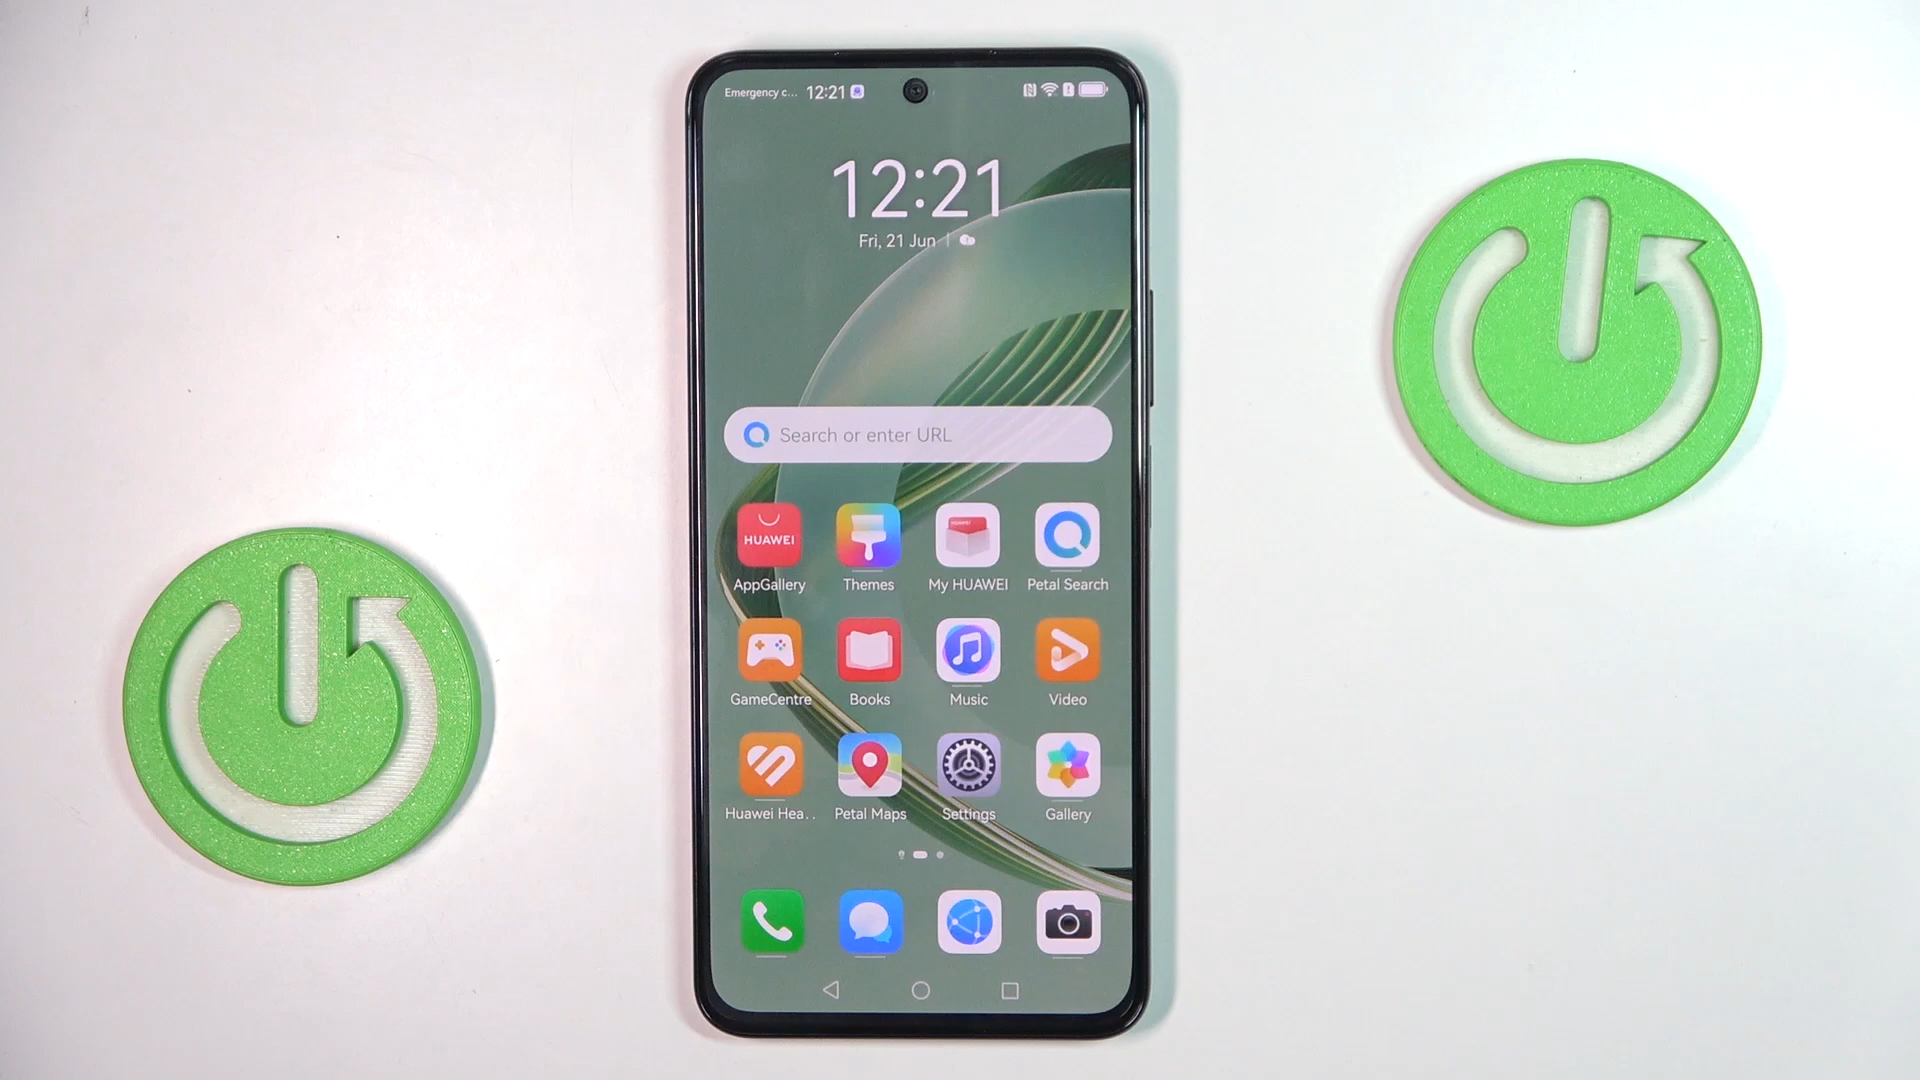 Emergency c... 12:21
12:21
Fri, 21 Jun
Search or enter URL
HUAWEI
HUAWEI
AppGallery Themes My HUAWEI Petal Search
GameCentre Books Music Video
Huawei Hea.. Petal Maps Settings Gallery